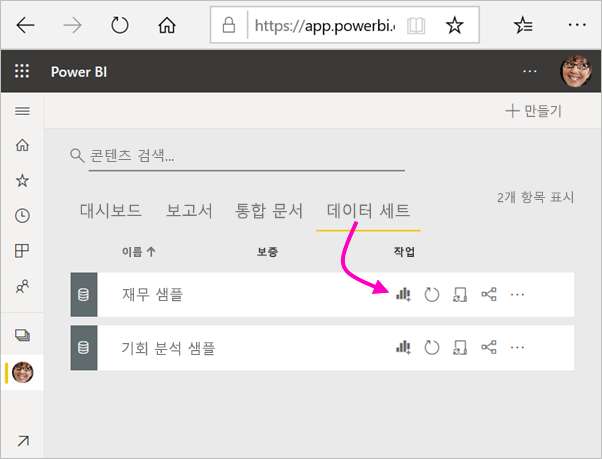 https://app.powerbi.c
Power BI
만들기
콘텐츠 검색...
2개 항목 표시
대시보드 보고서 통합 문서 데이터 세트
이름 보증 작업
재무 샘플
기회 분석 샘플